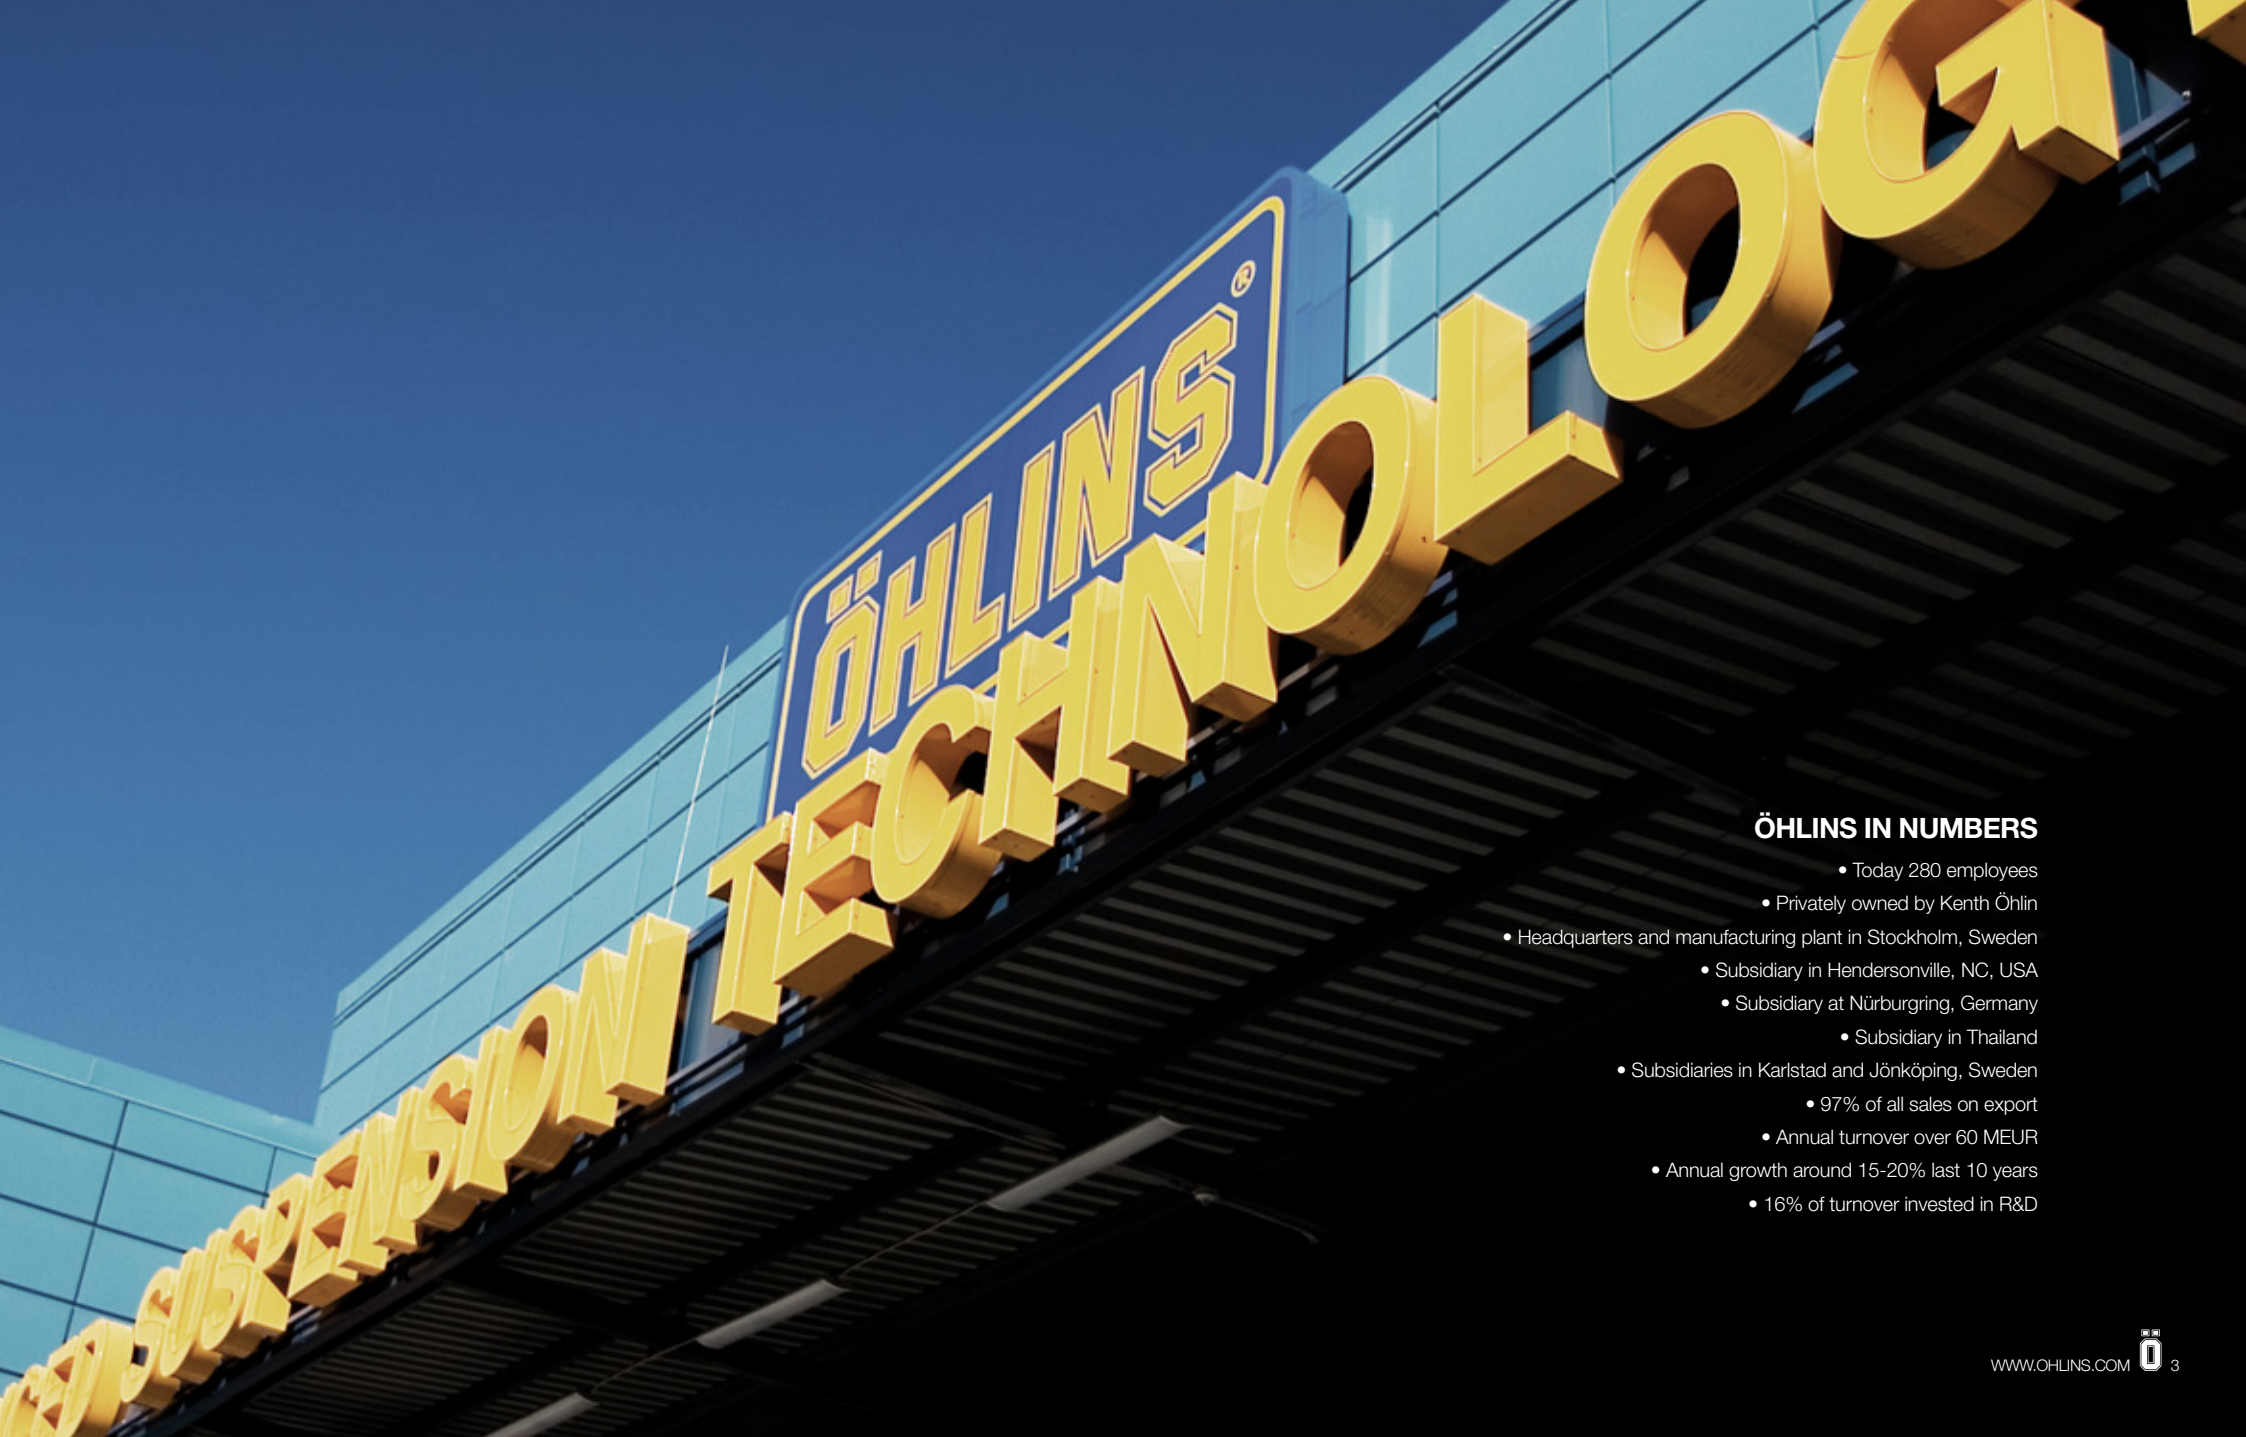 ÖHLINS®
SUSPENSION TECHNOLOG
ÖHLINS IN NUMBERS
• Today 280 employees
• Privately owned by Kenth Öhlin
• Headquarters and manufacturing plant in Stockholm, Sweden
• Subsidiary in Hendersonville, NC, USA
• Subsidiary at Nürburgring, Germany
• Subsidiary in Thailand
• Subsidiaries in Karlstad and Jönköping, Sweden
• 97% of all sales on export
• Annual turnover over 60 MEUR
• Annual growth around 15-20% last 10 years
• 16% of turnover invested in R&D
WWW.OHLINS.COM Ö 3